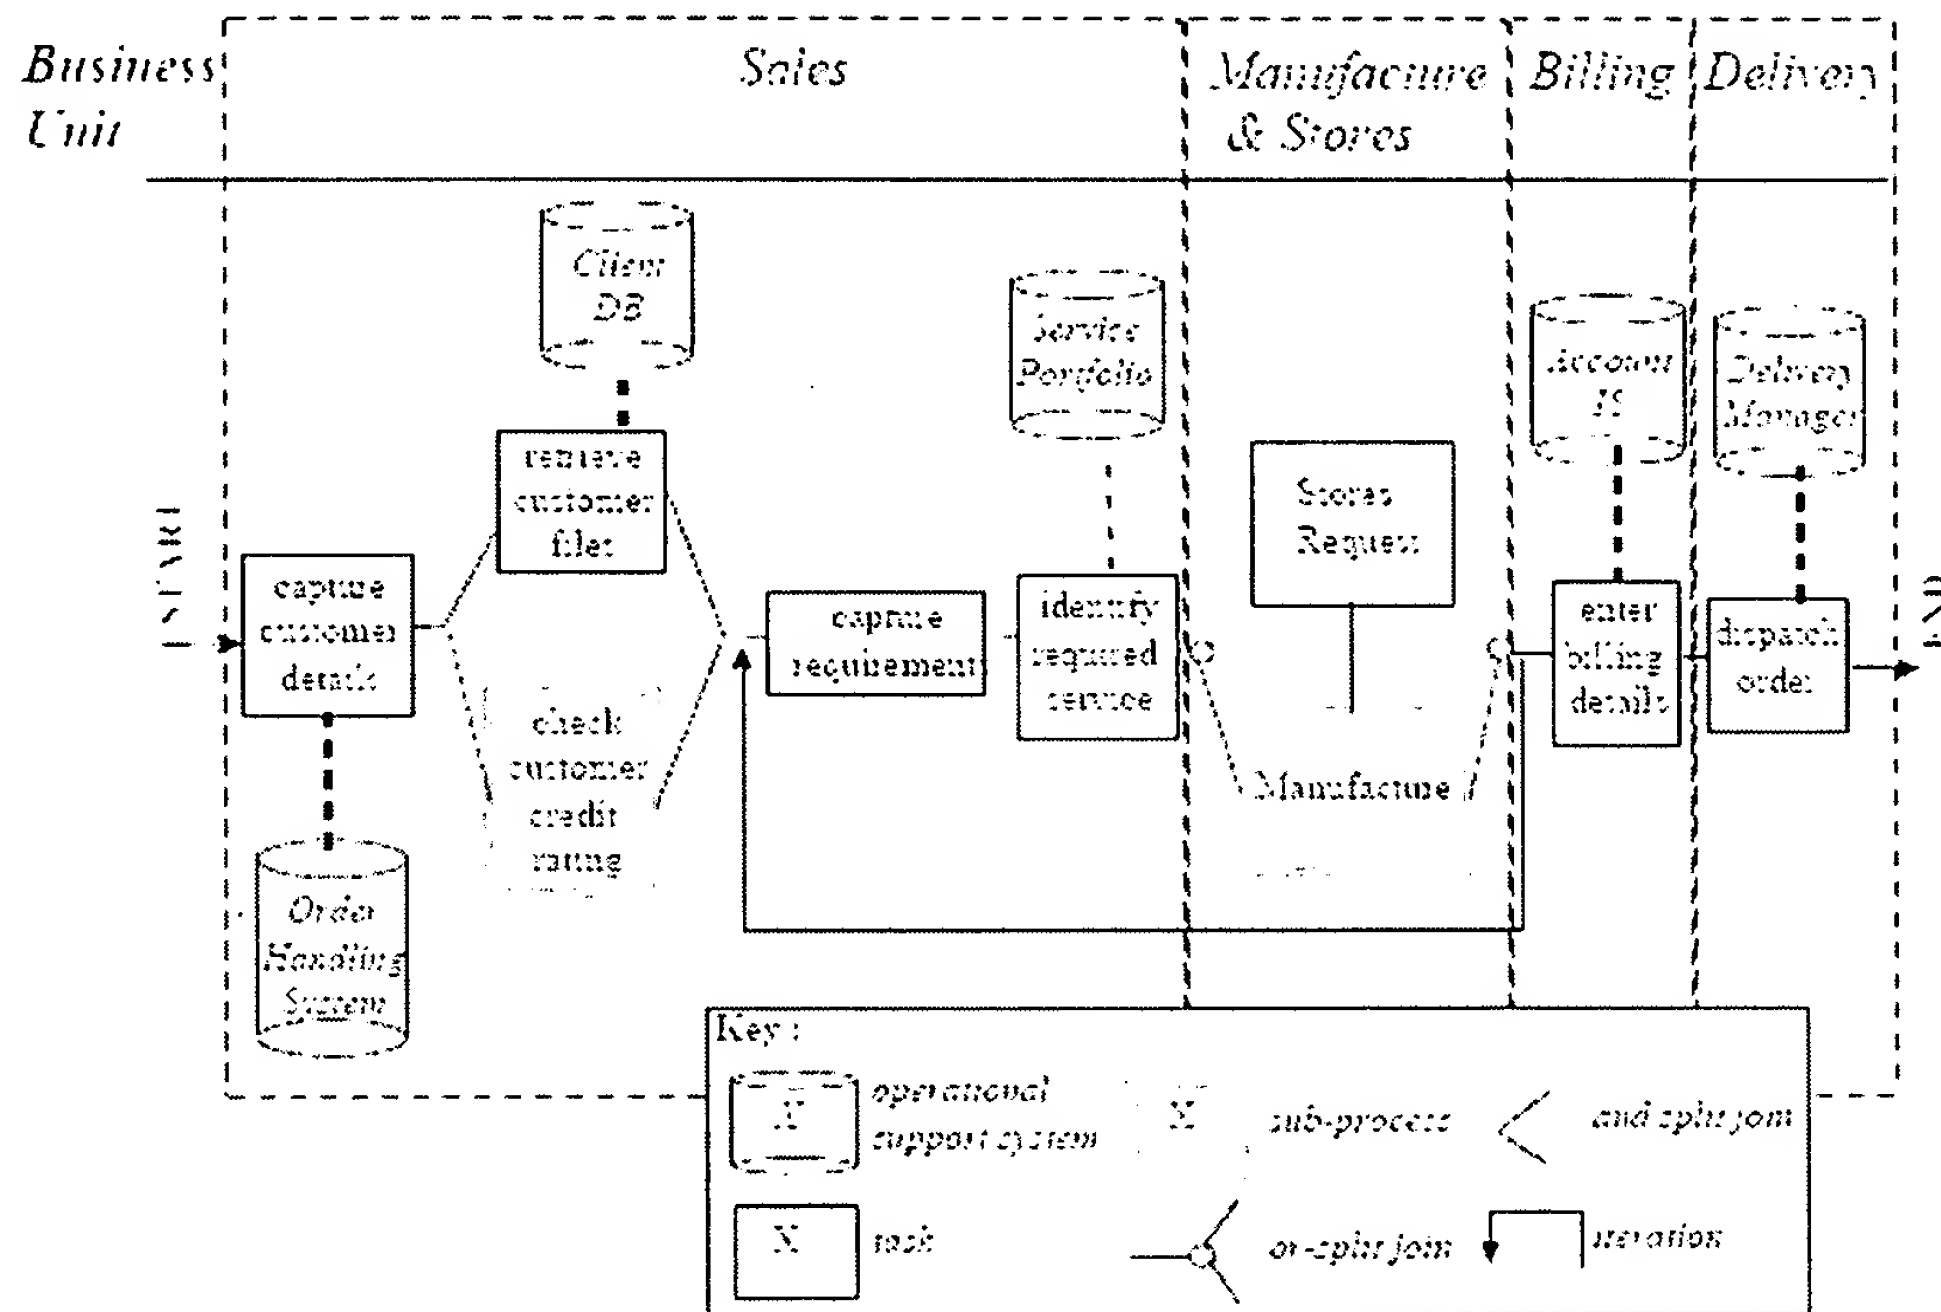 Business
Unit
Sales
Manufacture
& Stores
Billing
Delivery
Client
DB
Service
Portfolio
Account
IS
Delivery
Manager
retrieve
customer
files
Stores
Request
START
capture
customer
details
capture
requirement
identify
required
service
enter
billing
details
dispatch
order
END
check
customer
credit
rating
Manufacture
Order
Handling
System
Key :
X
operational
support system
X
sub-process
and split join
X
task
or-split join
iteration